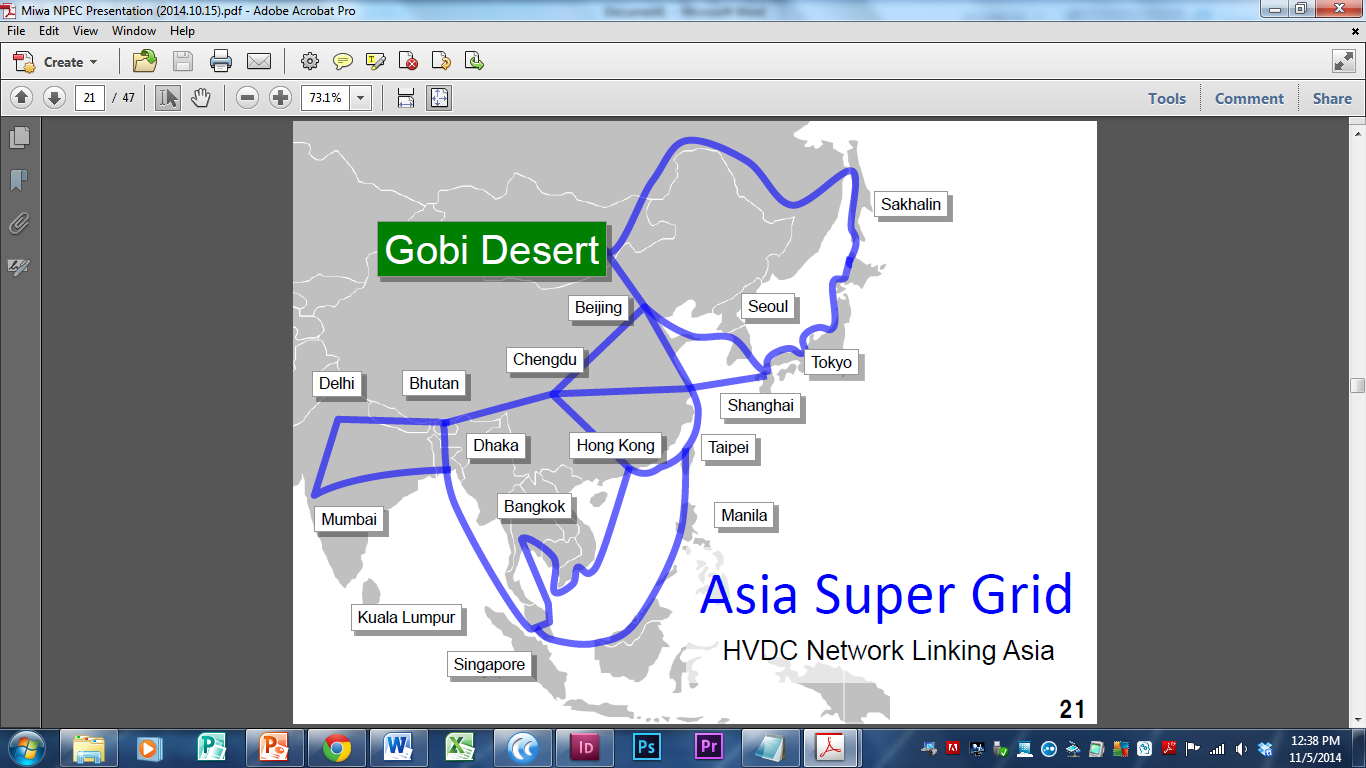 Miwa NPEC Presentation (2014.10.15).pdf - Adobe Acrobat Pro
File Edit View Window Help
Create
21 / 47
73.1%
Tools Comment Share
Sakhalin
Gobi Desert
Beijing
Seoul
Chengdu
Tokyo
Delhi
Bhutan
Shanghai
Dhaka
Hong Kong
Taipei
Bangkok
Mumbai
Manila
Asia Super Grid
Kuala Lumpur
HVDC Network Linking Asia
Singapore
21
12:38 PM
11/5/2014